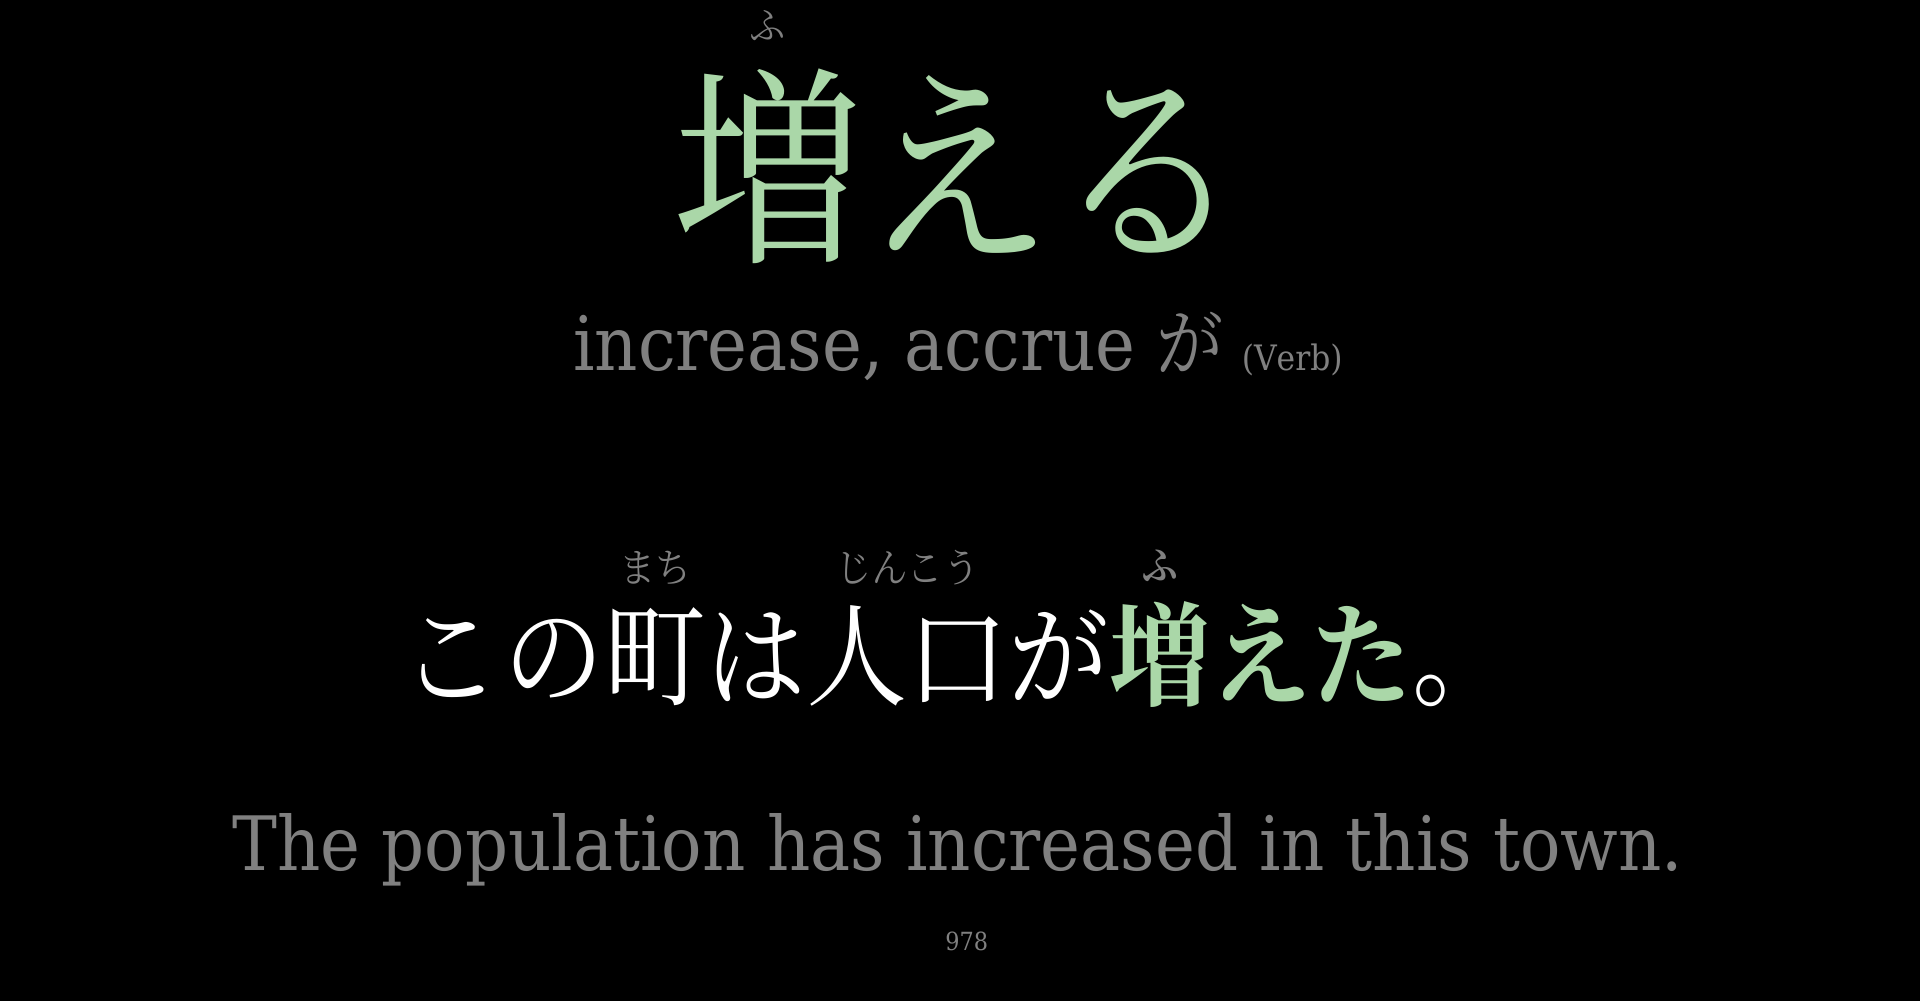 ふ
増える
increase, accrue が (Verb)
まち じんこう ふ
この町は人口が増えた。
The population has increased in this town.
978